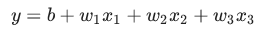 y = b + w₁x₁ + w₂x₂ + w₃x₃